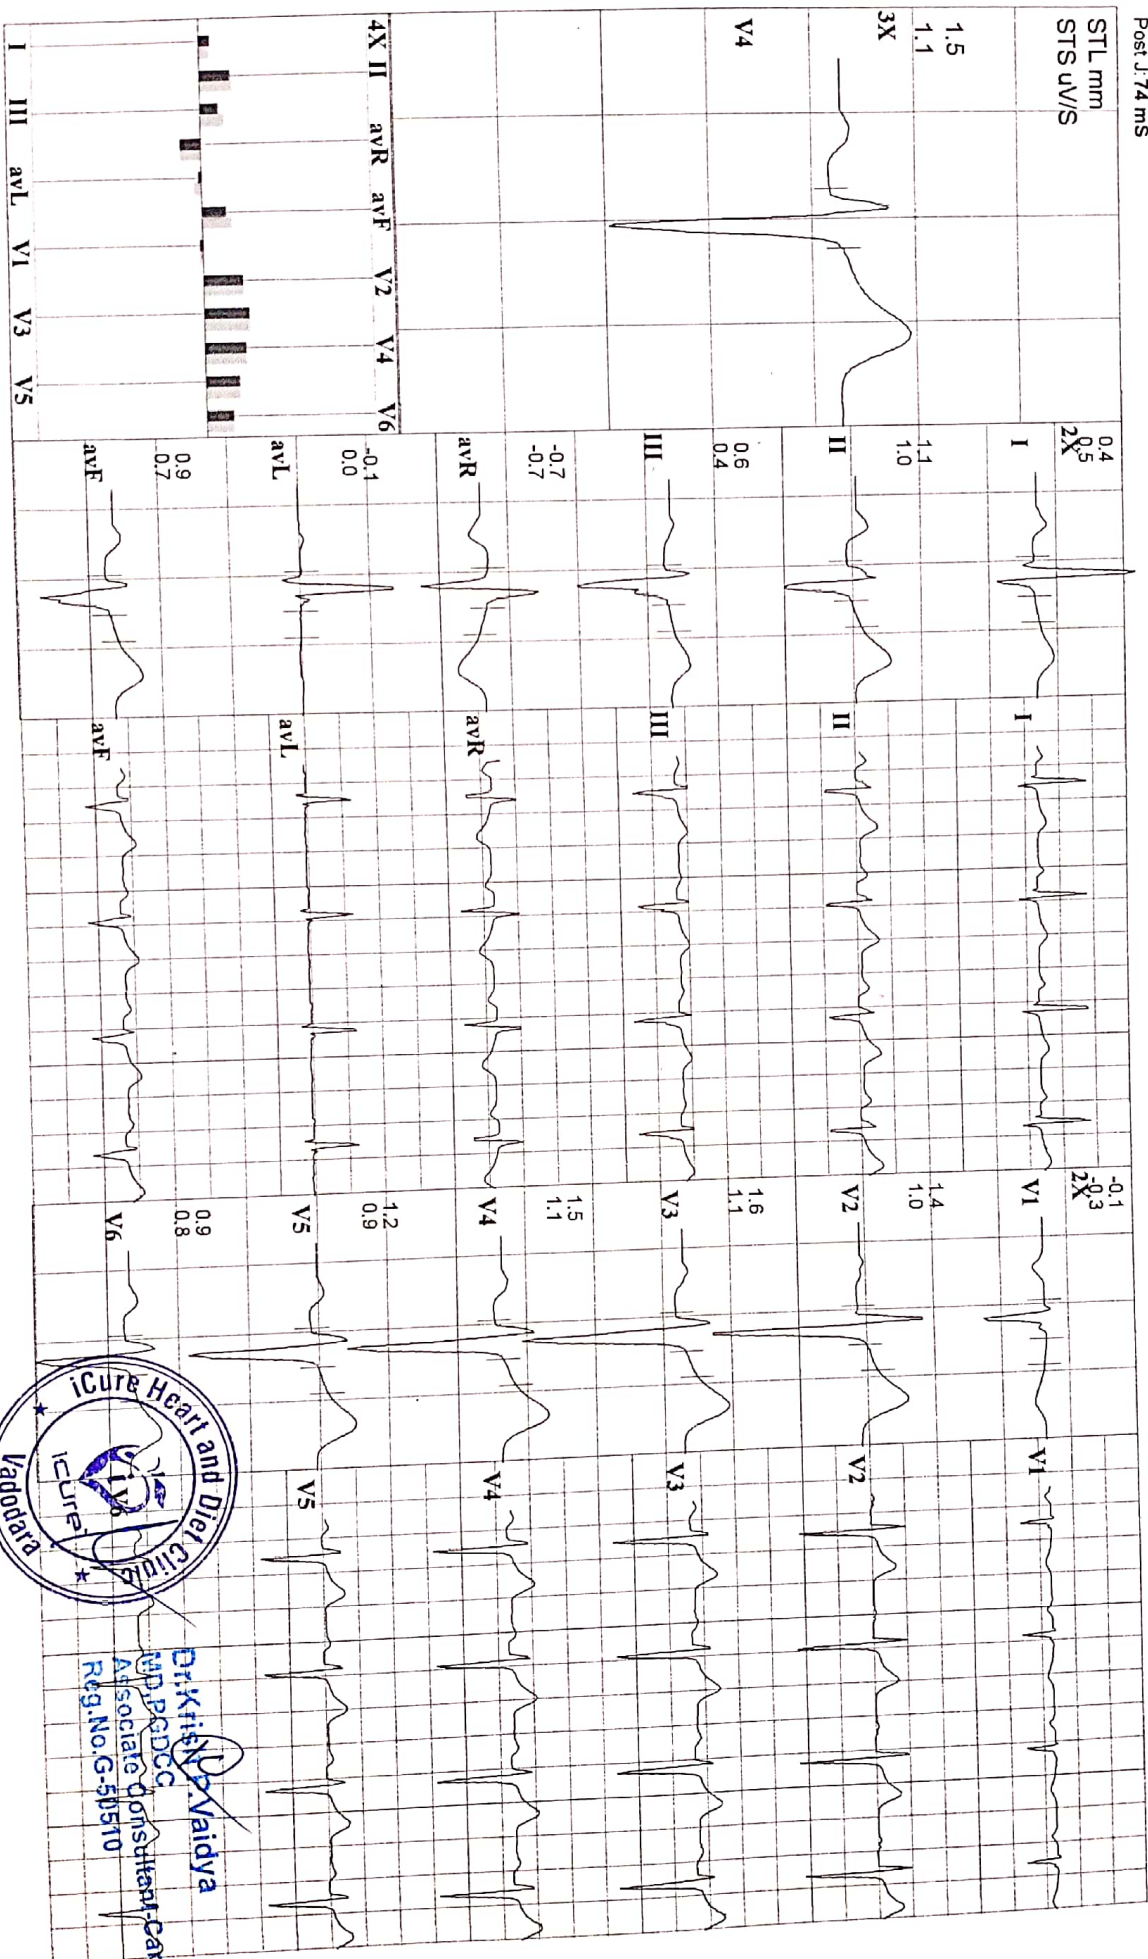 Post J:74 mS
STL mm
STS uV/S
1.5
1.1
3X
V4
4X II avR avF V2 V4 V6
I III avL V1 V3 V5
0.4
0.5
2X
I
1.1
1.0
II
0.6
0.4
III
-0.7
-0.7
avR
-0.1
0.0
avL
0.9
0.7
avF
I
II
III
avR
avL
avF
-0.1
-0.3
2X
V1
1.4
1.0
V2
1.6
1.1
V3
1.5
1.1
V4
1.2
0.9
V5
0.9
0.8
V6
V1
V2
V3
V4
V5
V6
iCure Heart and Diet Clinic
iCure
Vadodara
MD,PGDCC
Associate Consultant-Car
Reg.No.G-50510